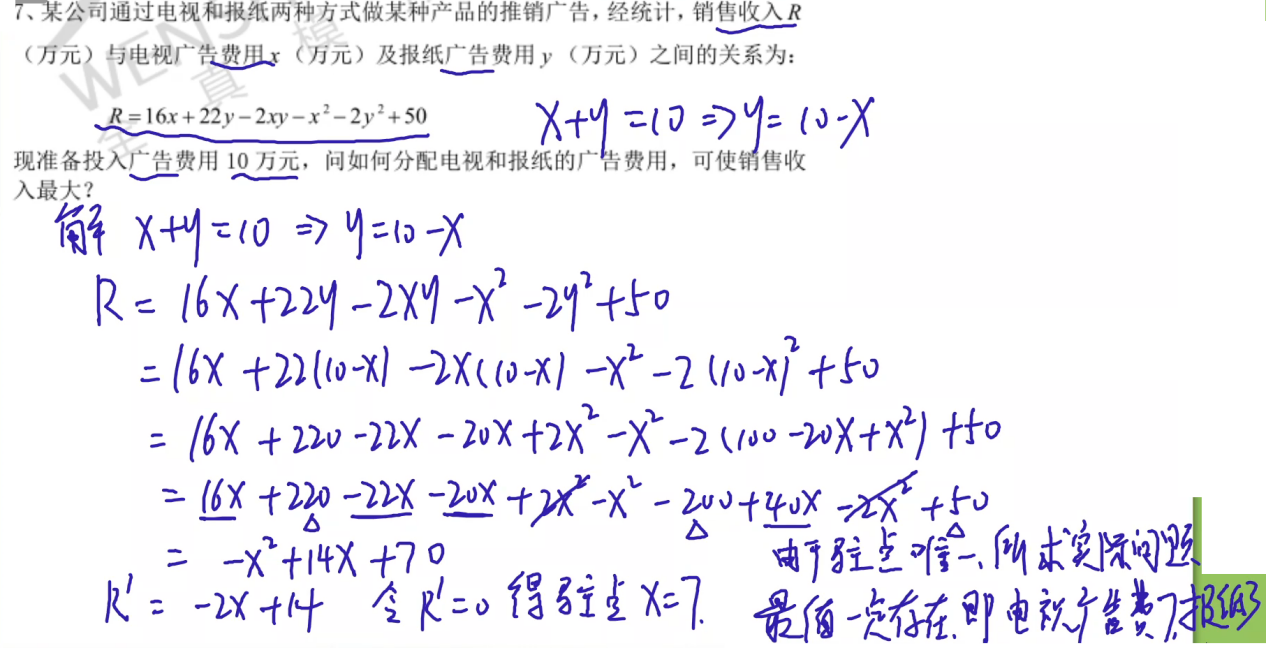 7、某公司通过电视和报纸两种方式做某种产品的推销广告，经统计，销售收入R
（万元）与电视广告费用x（万元）及报纸广告费用y（万元）之间的关系为：
R=16x+22y-2xy-x²-2y²+50
x+y=10⇒y=10-x
现准备投入广告费用10万元，问如何分配电视和报纸的广告费用，可使销售收
入最大？
解 x+y=10 ⇒ y=10-x
R = 16x+22y-2xy-x²-2y²+50
=16x+22(10-x)-2x(10-x)-x²-2(10-x)²+50
=16x+220-22x-20x+2x²-x²-2(100-20x+x²)+50
=16x+220-22x-20x+2x²-x²-200+40x-2x²+50
= -x²+14x+70
R′= -2x+14 令R′=0 得驻点x=7.
由于驻点唯一、所求实际问题
最值一定存在.即电视广告费7.报纸3